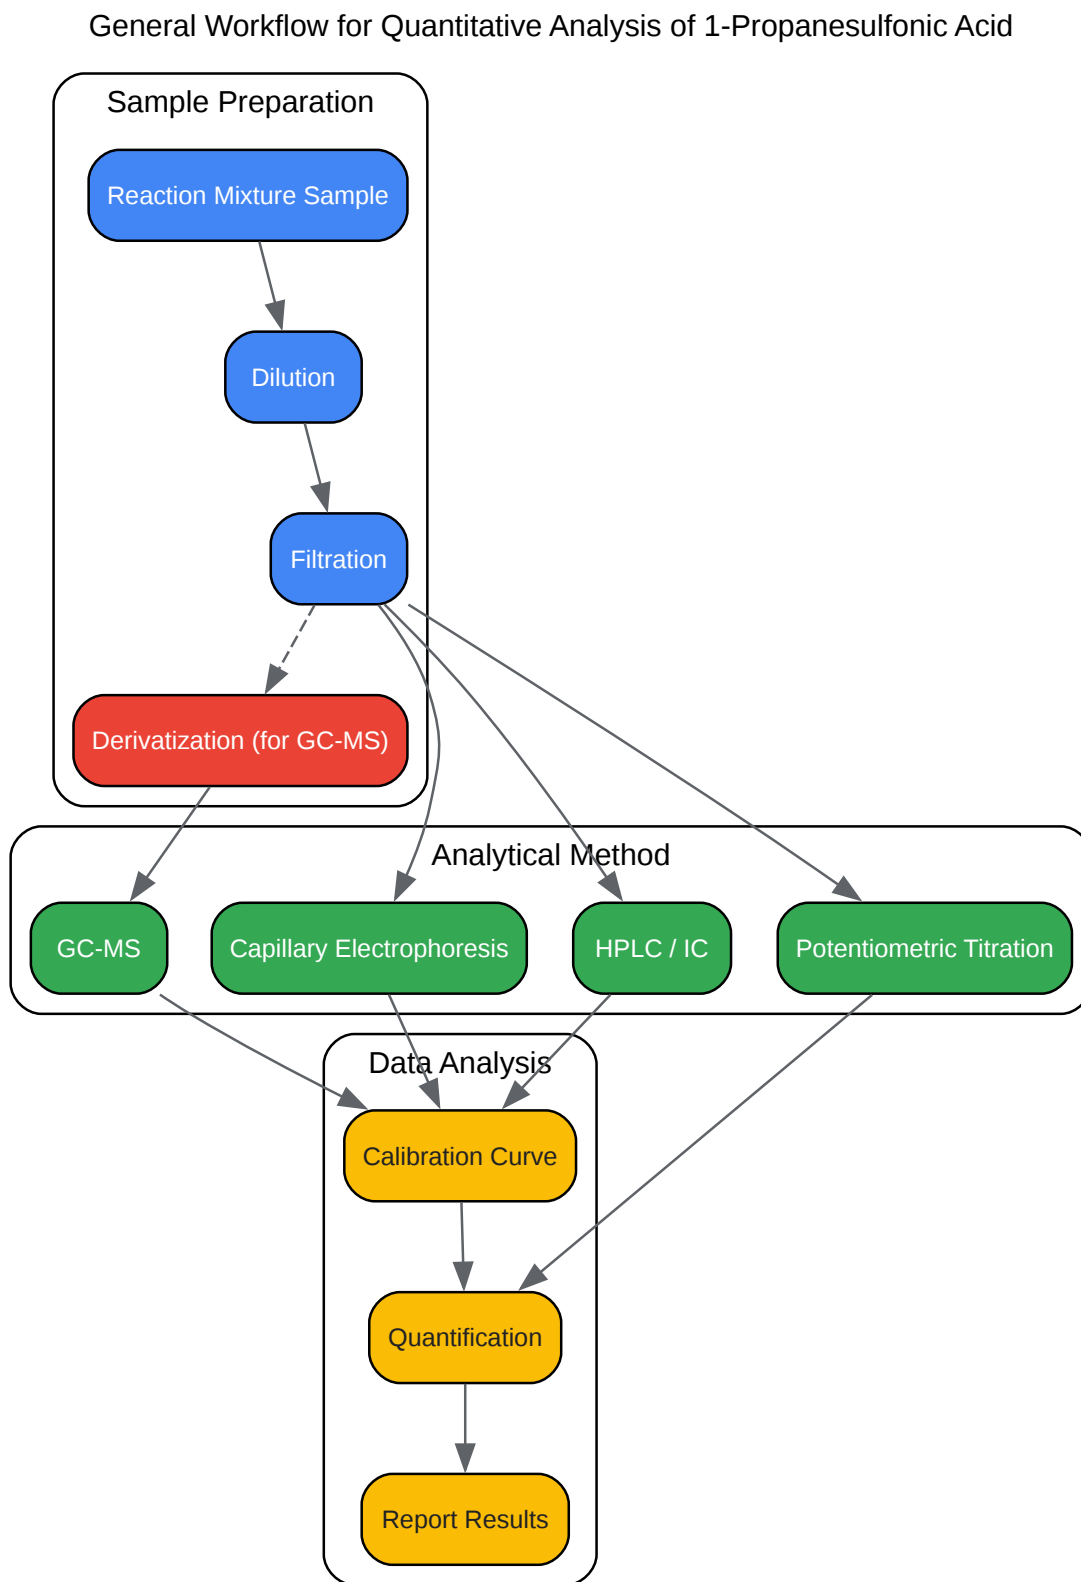 General Workflow for Quantitative Analysis of 1-Propanesulfonic Acid
Sample Preparation
Reaction Mixture Sample
Dilution
Filtration
Derivatization (for GC-MS)
Analytical Method
GC-MS
Capillary Electrophoresis
HPLC / IC
Potentiometric Titration
Data Analysis
Calibration Curve
Quantification
Report Results